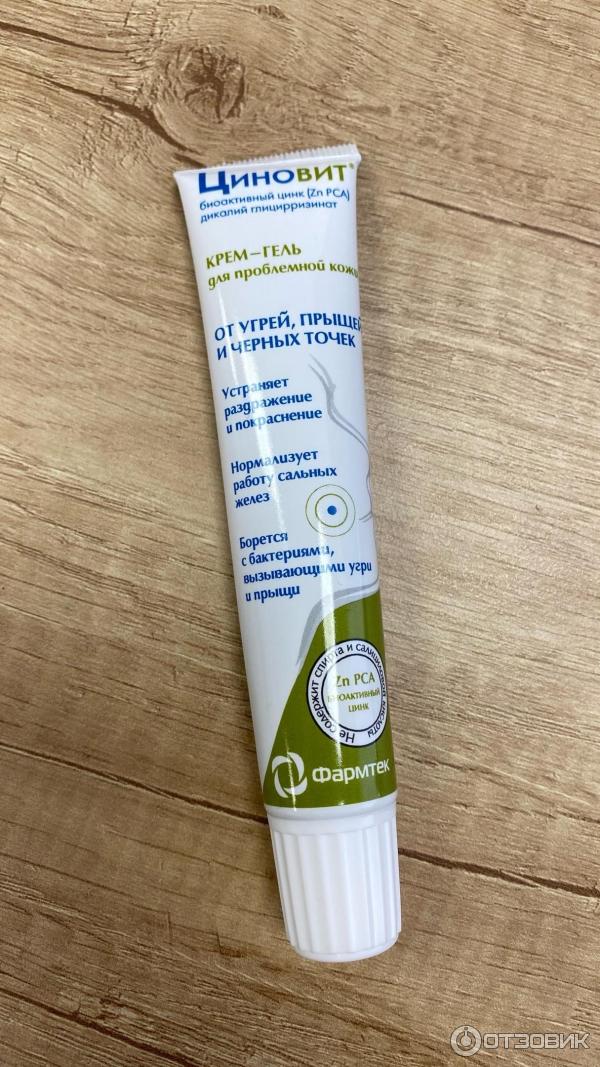 ЦИНОВИТ®
биоактивный цинк (Zn PCA)
дикалий глицирризинат
КРЕМ–ГЕЛЬ
для проблемной кожи
ОТ УГРЕЙ, ПРЫЩЕЙ
И ЧЕРНЫХ ТОЧЕК
Устраняет
раздражение
и покраснение
Нормализует
работу сальных
желез
Борется
с бактериями,
вызывающими угри
и прыщи
Не содержит спирта и салициловой кислоты
Zn PCA
БИОАКТИВНЫЙ
ЦИНК
Фармтек
ОТЗОВИК